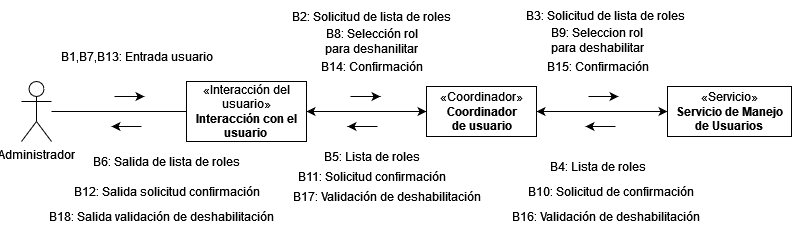 B2: Solicitud de lista de roles
B8: Selección rol
para deshanilitar
B14: Confirmación
B3: Solicitud de lista de roles
B9: Seleccion rol
para deshabilitar
B15: Confirmación
B1,B7,B13: Entrada usuario
«Interacción del
usuario»
Interacción con el
usuario
«Coordinador»
Coordinador
de usuario
«Servicio»
Servicio de Manejo
de Usuarios
Administrador
B6: Salida de lista de roles
B12: Salida solicitud confirmación
B18: Salida validación de deshabilitación
B5: Lista de roles
B11: Solicitud confirmación
B17: Validación de deshabilitación
B4: Lista de roles
B10: Solicitud de confirmación
B16: Validación de deshabilitación